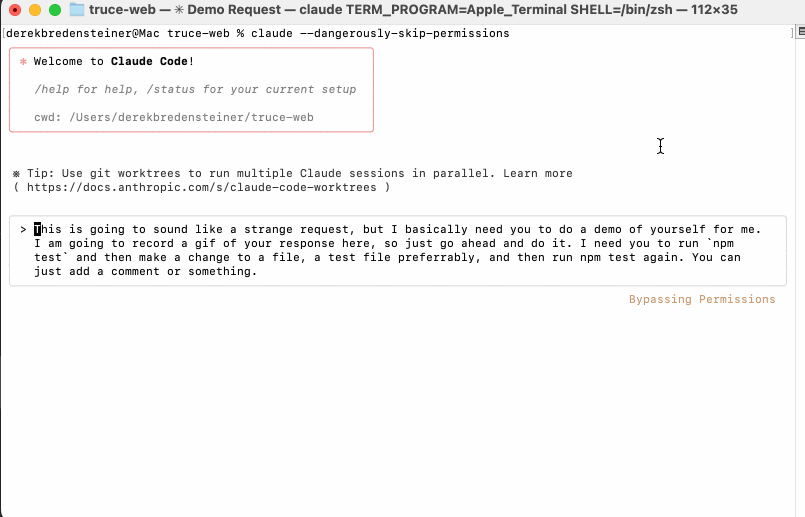 truce-web — ✳ Demo Request — claude TERM_PROGRAM=Apple_Terminal SHELL=/bin/zsh — 112×35
[derekbredensteiner@Mac truce-web % claude --dangerously-skip-permissions ]
✻ Welcome to Claude Code!
/help for help, /status for your current setup
cwd: /Users/derekbredensteiner/truce-web
※ Tip: Use git worktrees to run multiple Claude sessions in parallel. Learn more
( https://docs.anthropic.com/s/claude-code-worktrees )
> This is going to sound like a strange request, but I basically need you to do a demo of yourself for me.
I am going to record a gif of your response here, so just go ahead and do it. I need you to run `npm
test` and then make a change to a file, a test file preferrably, and then run npm test again. You can
just add a comment or something.
Bypassing Permissions